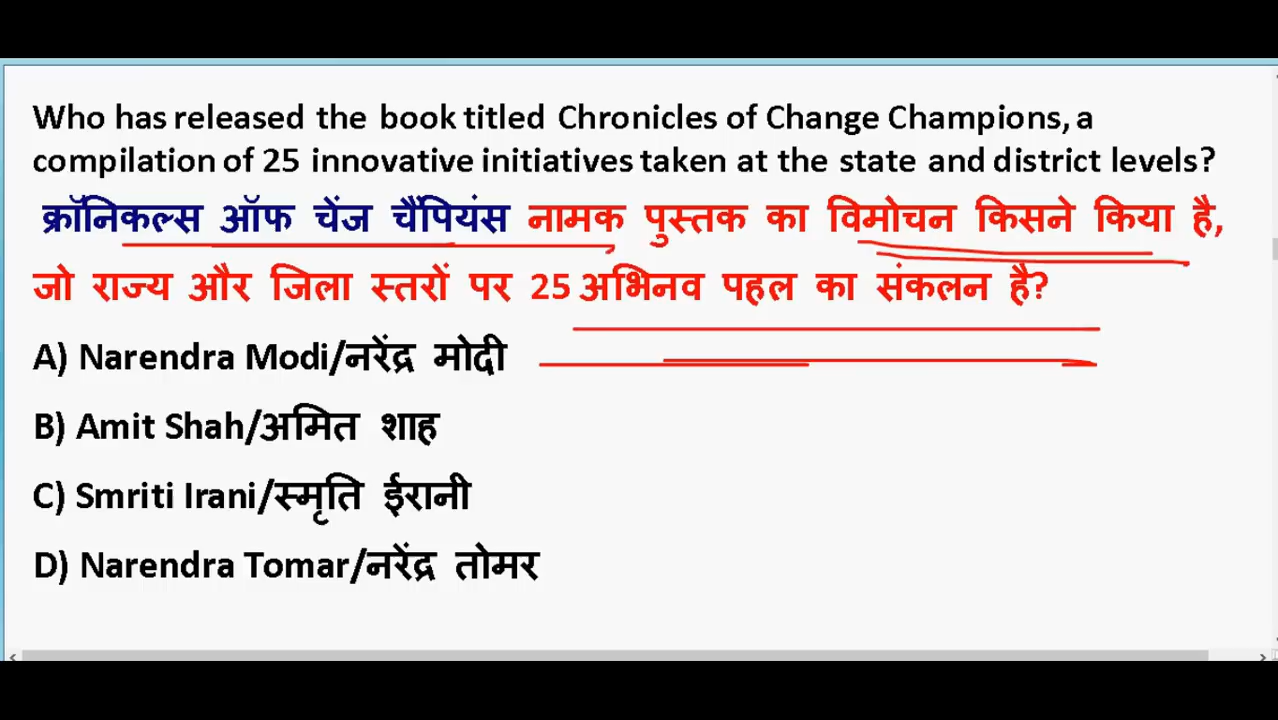 Who has released the book titled Chronicles of Change Champions, a
compilation of 25 innovative initiatives taken at the state and district levels?
क्रॉनिकल्स ऑफ चेंज चैंपियंस नामक पुस्तक का विमोचन किसने किया है,
जो राज्य और जिला स्तरों पर 25 अभिनव पहल का संकलन है?
A) Narendra Modi/नरेंद्र मोदी
B) Amit Shah/अमित शाह
C) Smriti Irani/स्मृति ईरानी
D) Narendra Tomar/नरेंद्र तोमर